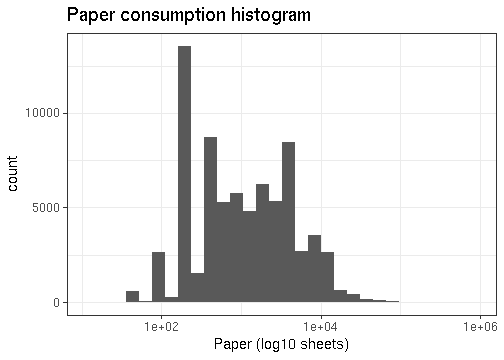 Paper consumption histogram
10000
5000
0
count
1e+02 1e+04 1e+06
Paper (log10 sheets)